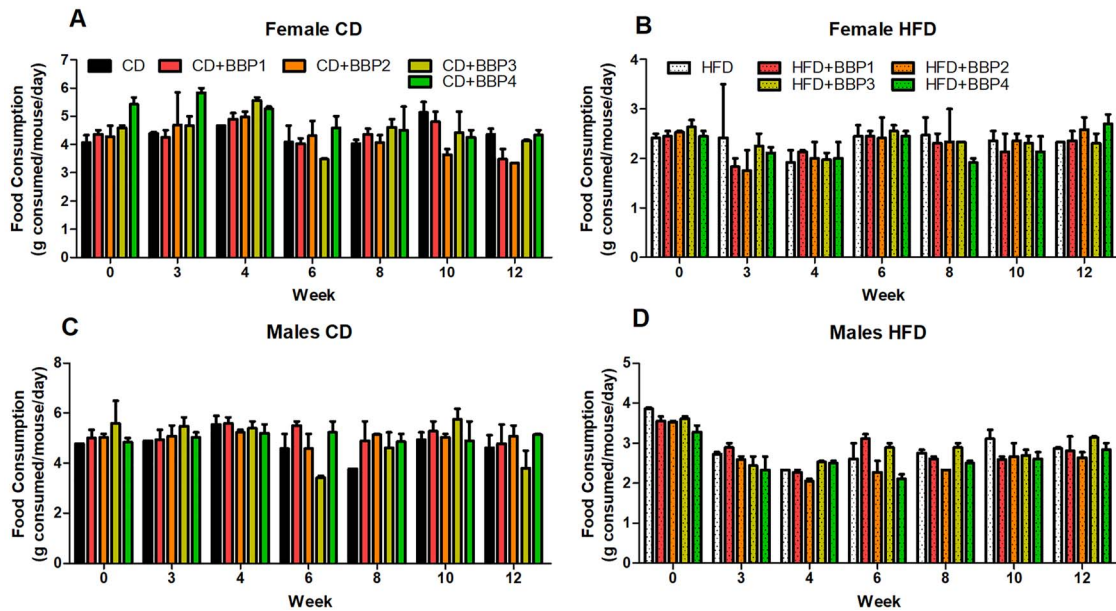 A
Female CD
Food Consumption
(g consumed/mouse/day)
7
6
5
4
3
2
1
0
CD
CD+BBP1
CD+BBP2
CD+BBP3
CD+BBP4
0 3 4 6 8 10 12
Week
B
Female HFD
Food Consumption
(g consumed/mouse/day)
4
3
2
1
0
HFD
HFD+BBP1
HFD+BBP2
HFD+BBP3
HFD+BBP4
0 3 4 6 8 10 12
Week
C
Males CD
Food Consumption
(g consumed/mouse/day)
8
6
4
2
0
0 3 4 6 8 10 12
Week
D
Males HFD
Food Consumption
(g consumed/mouse/day)
5
4
3
2
1
0
0 3 4 6 8 10 12
Week